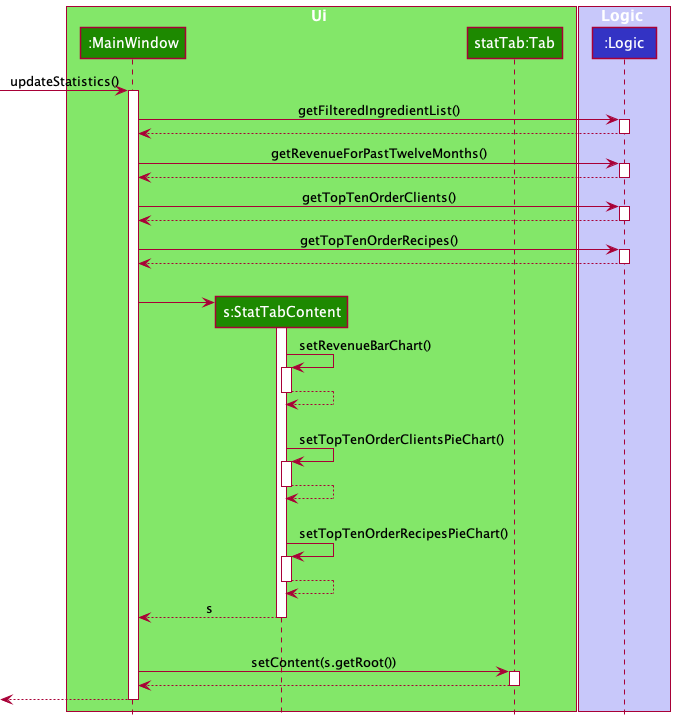 Ui
Logic
:MainWindow
statTab:Tab
:Logic
updateStatistics()
getFilteredIngredientList()
getRevenueForPastTwelveMonths()
getTopTenOrderClients()
getTopTenOrderRecipes()
s:StatTabContent
setRevenueBarChart()
setTopTenOrderClientsPieChart()
setTopTenOrderRecipesPieChart()
s
setContent(s.getRoot())